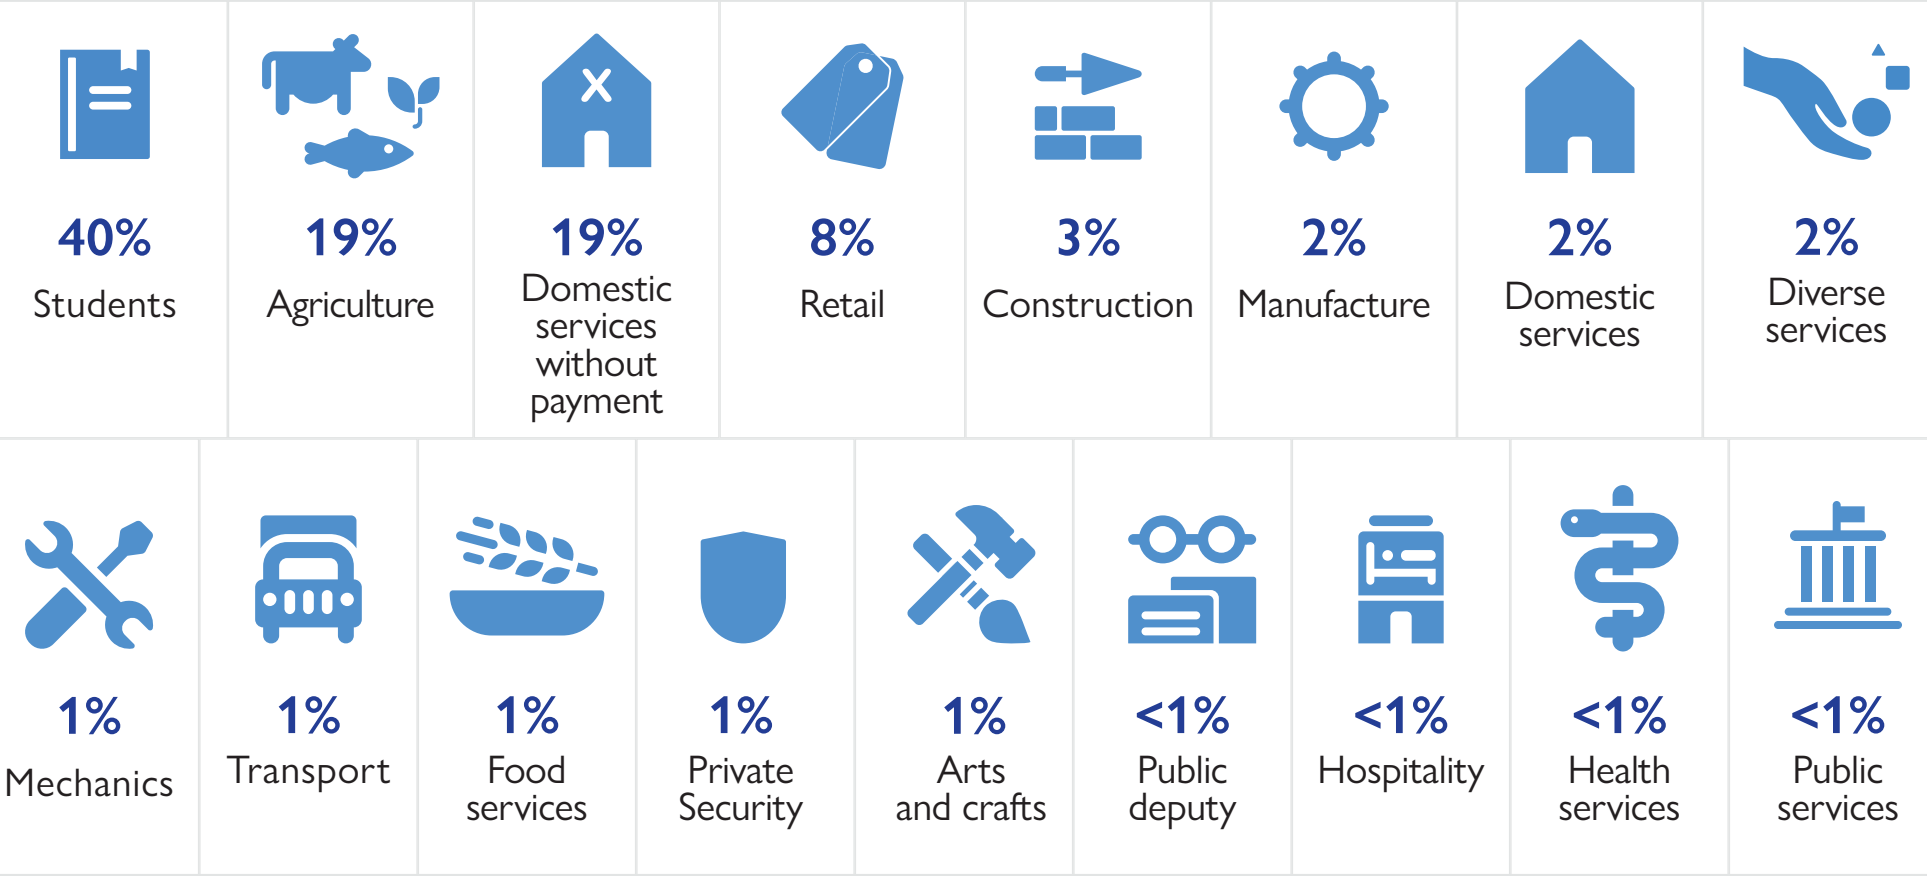 40%
Students
19%
Agriculture
X
19%
Domestic
services
without
payment
8%
Retail
3%
Construction
2%
Manufacture
2%
Domestic
services
2%
Diverse
services
1%
Mechanics
1%
Transport
1%
Food
services
1%
Private
Security
1%
Arts
and crafts
<1%
Public
deputy
<1%
Hospitality
<1%
Health
services
<1%
Public
services